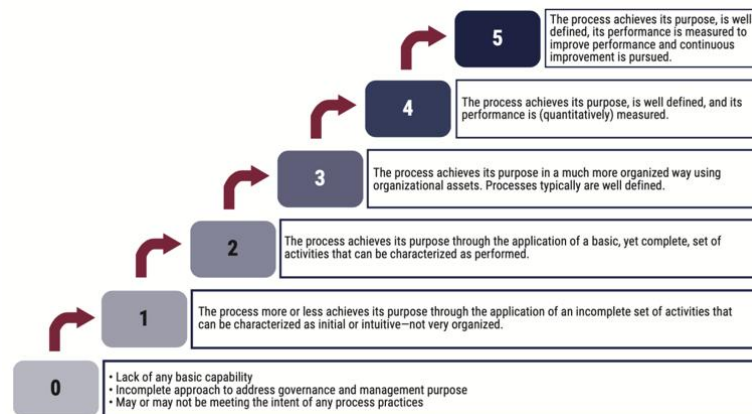 5
The process achieves its purpose, is well
defined, its performance is measured to
improve performance and continuous
improvement is pursued.
4
The process achieves its purpose, is well defined, and its
performance is (quantitatively) measured.
3
The process achieves its purpose in a much more organized way using
organizational assets. Processes typically are well defined.
2
The process achieves its purpose through the application of a basic, yet complete, set of
activities that can be characterized as performed.
1
The process more or less achieves its purpose through the application of an incomplete set of activities that
can be characterized as initial or intuitive—not very organized.
0
• Lack of any basic capability
• Incomplete approach to address governance and management purpose
• May or may not be meeting the intent of any process practices